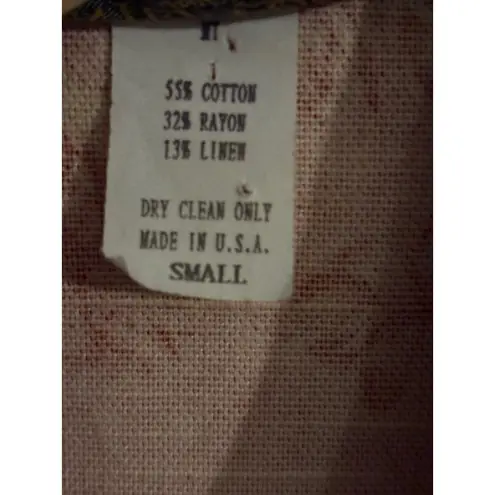 55% COTTON
32% RAYON
13% LINEN
DRY CLEAN ONLY
MADE IN U.S.A.
SMALL